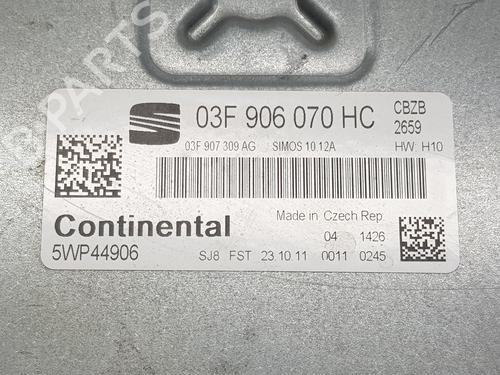 03F 906 070 HC CBZB
2659
03F 907 309 AG SIMOS 10.12A HW: H10
Continental Made in Czech Rep.
04 1426
5WP44906 SJ8 FST 23.10.11 0011 0245
PARTS